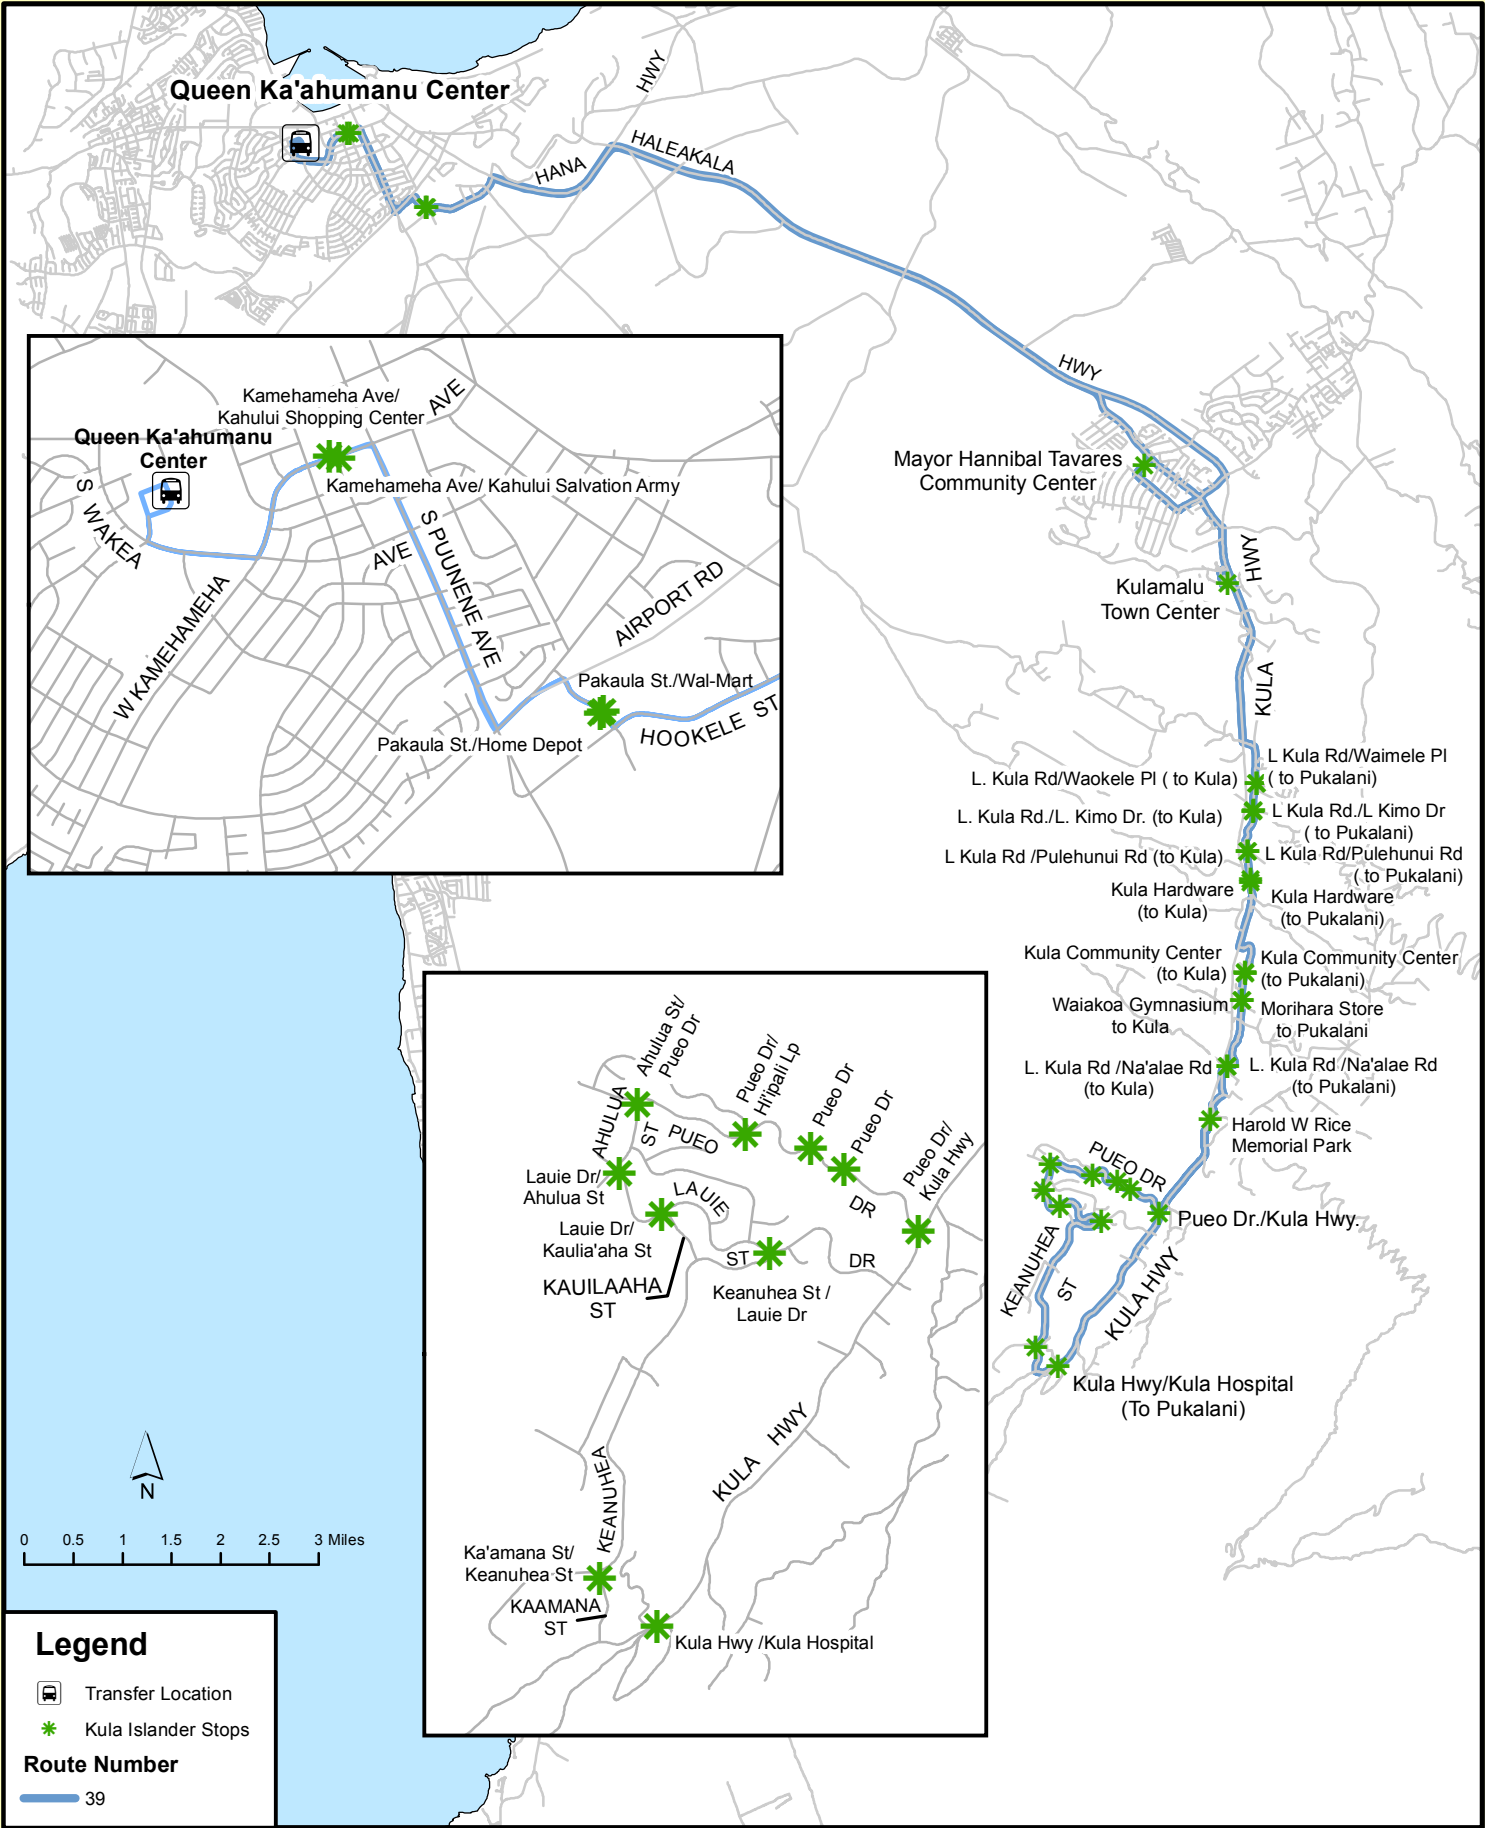 Queen Ka'ahumanu Center
HWY
HANA
HALEAKALA
HWY
Mayor Hannibal Tavares
Community Center
HWY
Kulamalu
Town Center
KULA
L Kula Rd/Waimele Pl
( to Pukalani)
L. Kula Rd/Waokele Pl ( to Kula)
L. Kula Rd./L. Kimo Dr. (to Kula)
L Kula Rd./L Kimo Dr
( to Pukalani)
L Kula Rd /Pulehunui Rd (to Kula)
L Kula Rd/Pulehunui Rd
( to Pukalani)
Kula Hardware
(to Kula)
Kula Hardware
(to Pukalani)
Kula Community Center
(to Kula)
Kula Community Center
(to Pukalani)
Waiakoa Gymnasium
to Kula
Morihara Store
to Pukalani
L. Kula Rd /Na'alae Rd
(to Kula)
L. Kula Rd /Na'alae Rd
(to Pukalani)
Harold W Rice
Memorial Park
PUEO DR
Pueo Dr./Kula Hwy.
KEANUHEA
ST
KULA HWY
Kula Hwy/Kula Hospital
(To Pukalani)
Kamehameha Ave/
Kahului Shopping Center
AVE
Queen Ka'ahumanu
Center
Kamehameha Ave/ Kahului Salvation Army
S WAKEA
AVE
S PUUNENE AVE
W KAMEHAMEHA
AIRPORT RD
Pakaula St./Wal-Mart
Pakaula St./Home Depot
HOOKELE ST
Ahulua St/
Pueo Dr
Pueo Dr/
Hi'ipali Lp
Pueo Dr
Pueo Dr
Pueo Dr/
Kula Hwy
AHULUA
ST
PUEO
DR
Lauie Dr/
Ahulua St
LAUIE
Lauie Dr/
Kaulia'aha St
ST
DR
KAUILAAHA
ST
Keanuhea St /
Lauie Dr
KULA HWY
KEANUHEA
Ka'amana St/
Keanuhea St
KAAMANA
ST
Kula Hwy /Kula Hospital
N
0 0.5 1 1.5 2 2.5 3 Miles
Legend
Transfer Location
Kula Islander Stops
Route Number
39